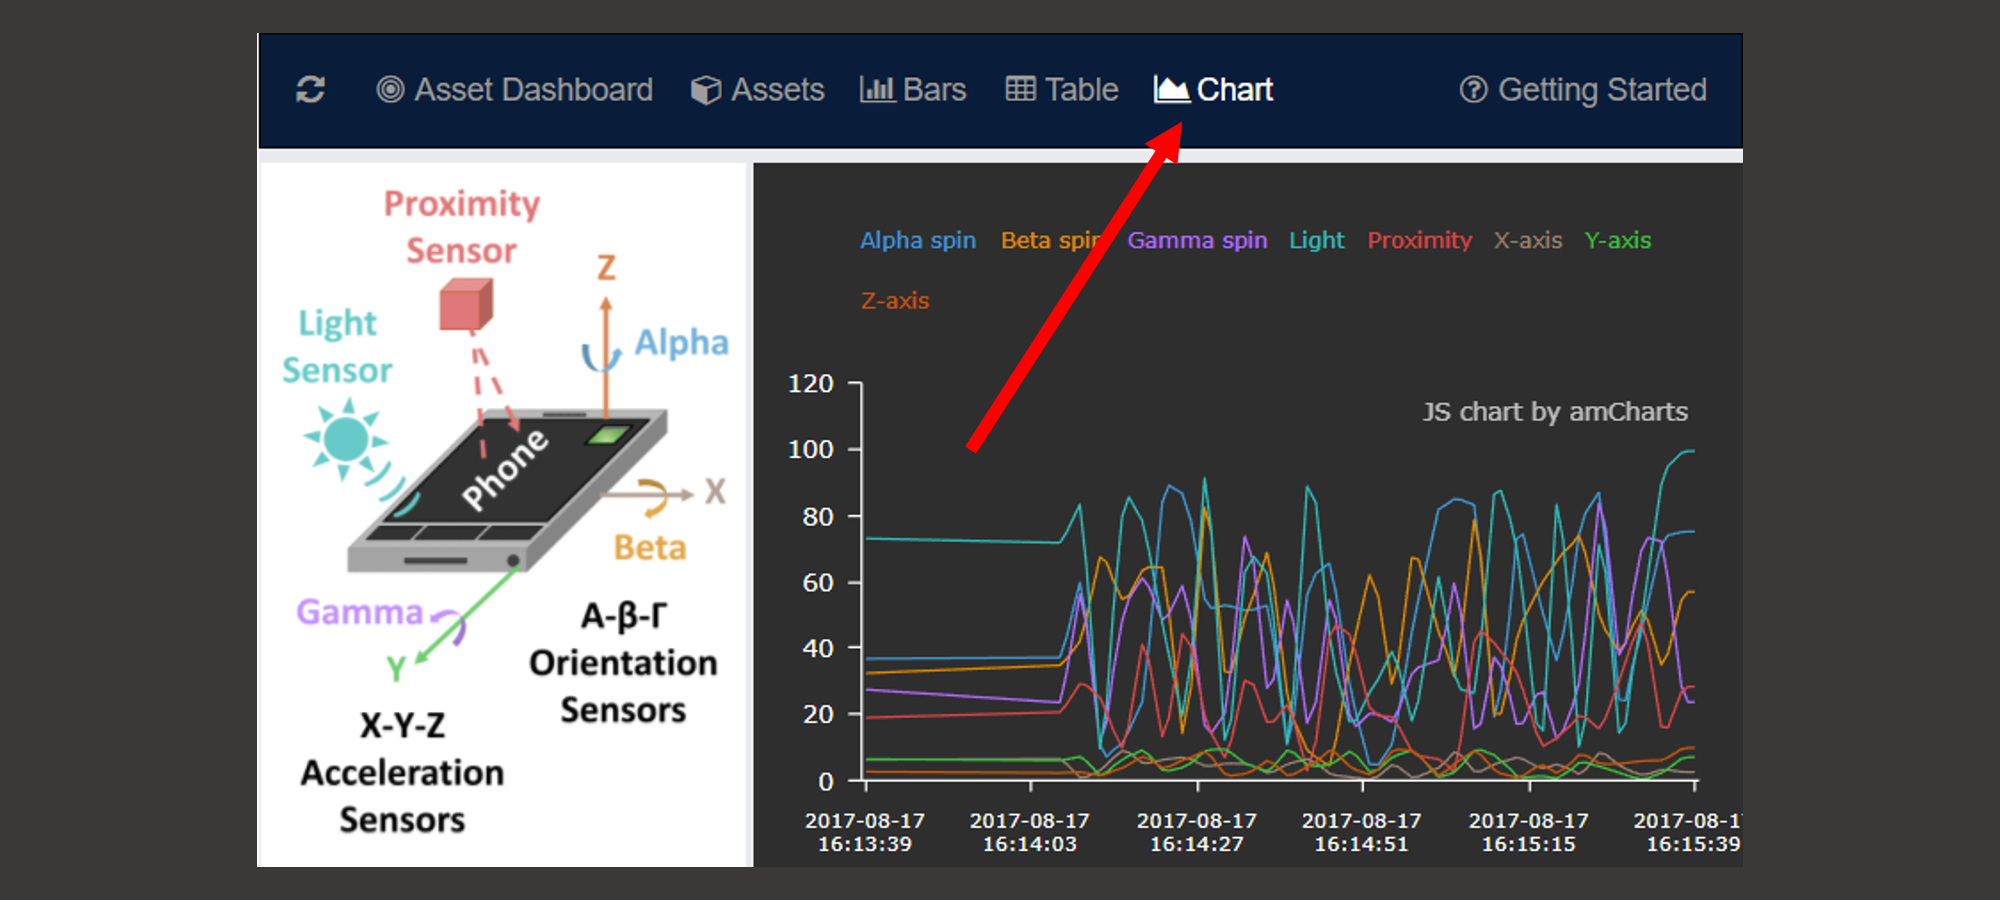 Asset Dashboard Assets Bars Table Chart Getting Started
Proximity
Sensor
Light
Sensor
Z
Alpha
Phone
X
Beta
Gamma
Y
Α-β-Γ
Orientation
Sensors
X-Y-Z
Acceleration
Sensors
Alpha spin Beta spin Gamma spin Light Proximity X-axis Y-axis
Z-axis
JS chart by amCharts
120
100
80
60
40
20
0
2017-08-17 2017-08-17 2017-08-17 2017-08-17 2017-08-17 2017-08-1
16:13:39 16:14:03 16:14:27 16:14:51 16:15:15 16:15:39